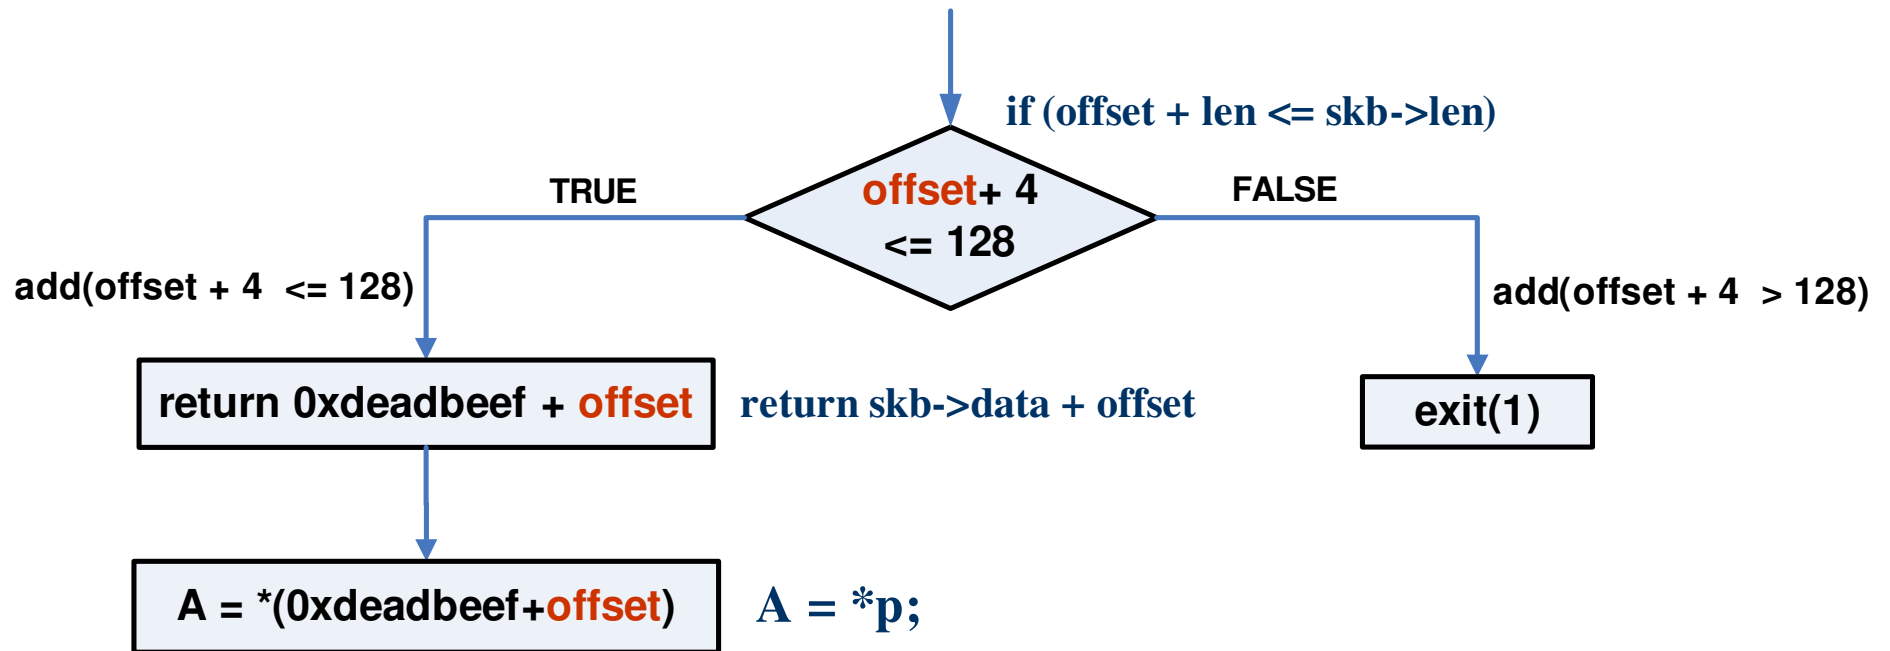 if (offset + len <= skb->len)
TRUE
offset+ 4
<= 128
FALSE
add(offset + 4 <= 128)
add(offset + 4 > 128)
return 0xdeadbeef + offset
return skb->data + offset
exit(1)
A = *(0xdeadbeef+offset)
A = *p;